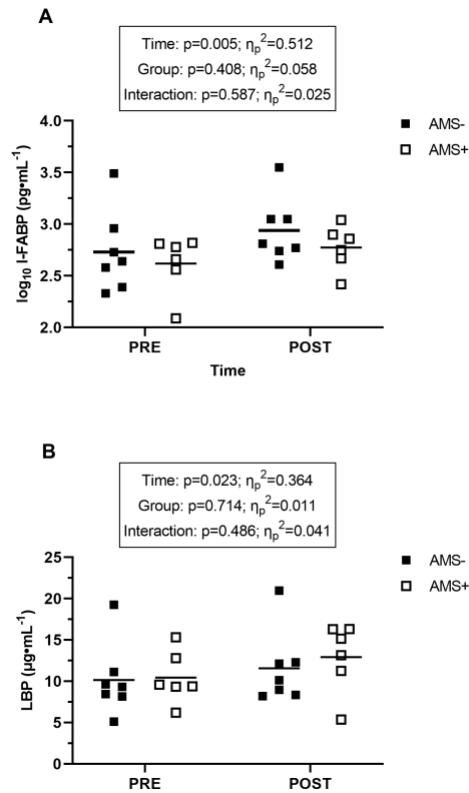 A
Time: p=0.005; ηp²=0.512
Group: p=0.408; ηp²=0.058
Interaction: p=0.587; ηp²=0.025
AMS-
AMS+
4.0
3.5
3.0
2.5
2.0
log₁₀ I-FABP (pg•mL⁻¹)
PRE
POST
Time
B
Time: p=0.023; ηp²=0.364
Group: p=0.714; ηp²=0.011
Interaction: p=0.486; ηp²=0.041
AMS-
AMS+
25
20
15
10
5
0
LBP (µg•mL⁻¹)
PRE
POST